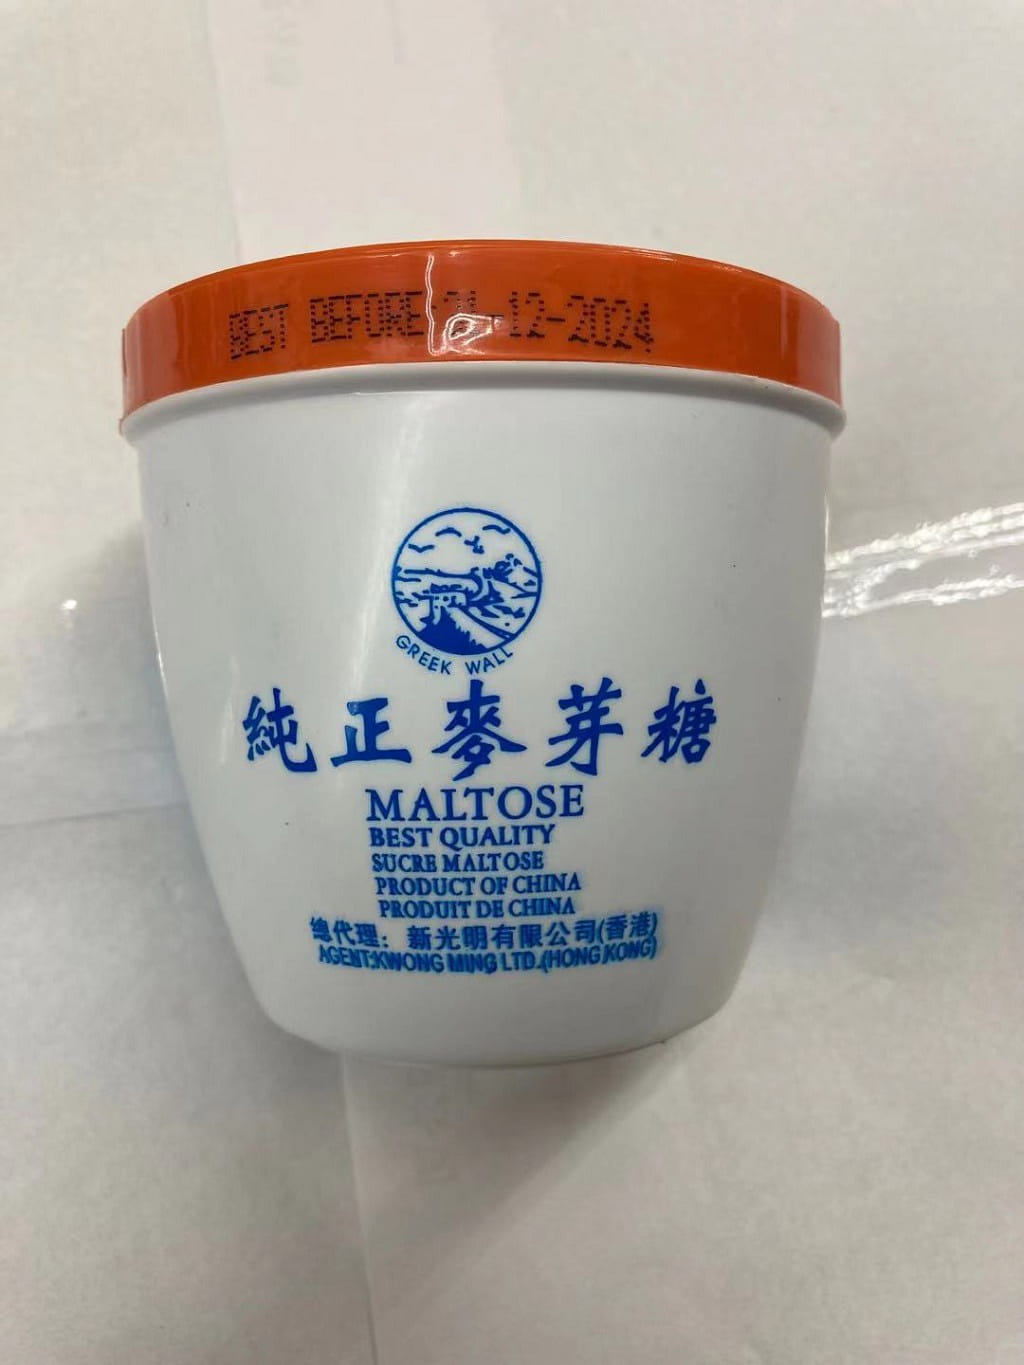 BEST BEFORE: -12-2024
GREEK WALL
純正麥芽糖
MALTOSE
BEST QUALITY
SUCRE MALTOSE
PRODUCT OF CHINA
PRODUIT DE CHINA
總代理：新光明有限公司(香港)
AGENT:KWONG MING LTD.(HONG KONG)